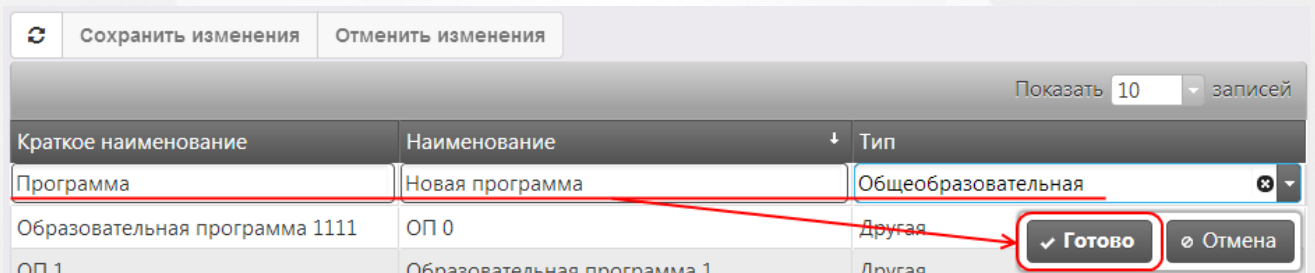 Сохранить изменения Отменить изменения
Показать 10 записей
Краткое наименование Наименование Тип
Программа Новая программа Общеобразовательная
Образовательная программа 1111 ОП 0 Другая
Готово Отмена
ОП 1 Образовательная программа 1 Другая